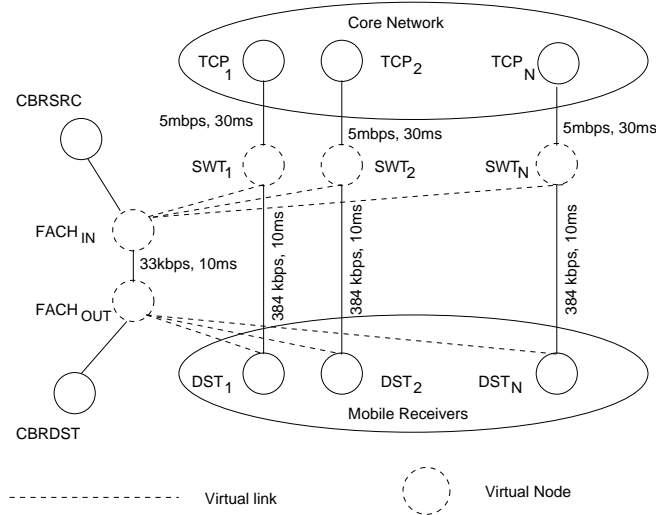 Core Network
TCP1
TCP2
TCPN
CBRSRC
5mbps, 30ms
5mbps, 30ms
5mbps, 30ms
SWT1
SWT2
SWTN
FACHIN
33kbps, 10ms
384 kbps, 10ms
384 kbps, 10ms
384 kbps, 10ms
FACHOUT
DST1
DST2
DSTN
Mobile Receivers
CBRDST
Virtual link
Virtual Node